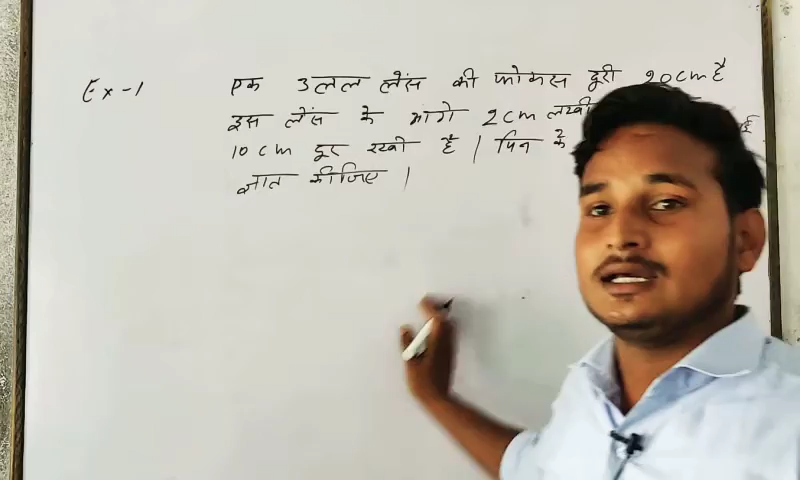 Ex-1 एक उत्तल लेंस की फोकस दूरी 20cm है
इस लेंस के आगे 2cm लम्बी
10cm दूर रखी है। पिन के
ज्ञात कीजिए।